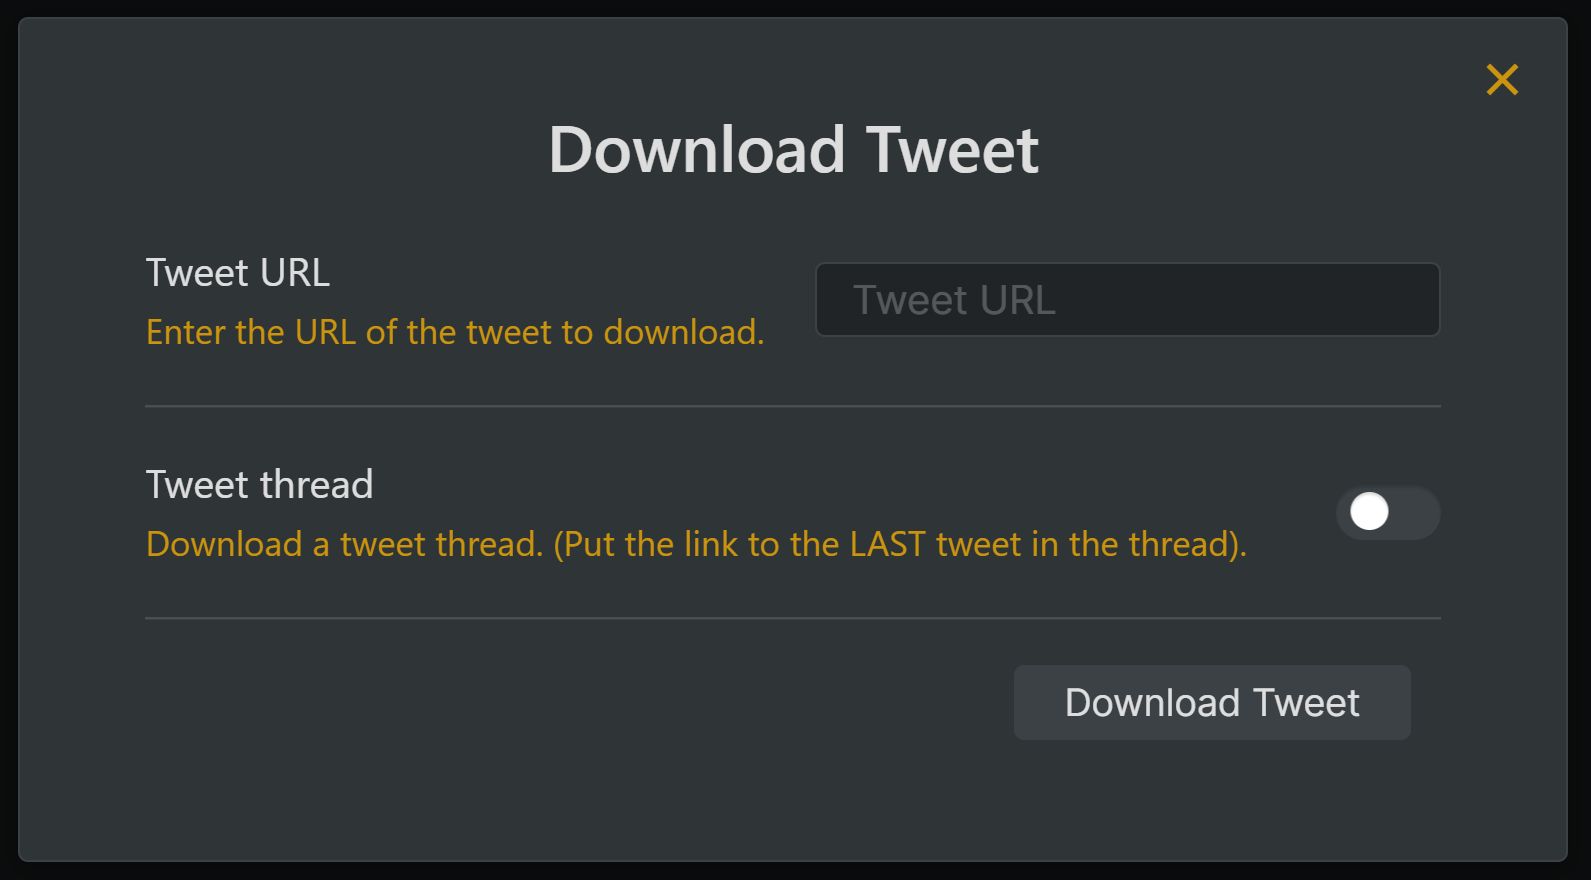 Download Tweet
Tweet URL
Enter the URL of the tweet to download.
Tweet URL
Tweet thread
Download a tweet thread. (Put the link to the LAST tweet in the thread).
Download Tweet